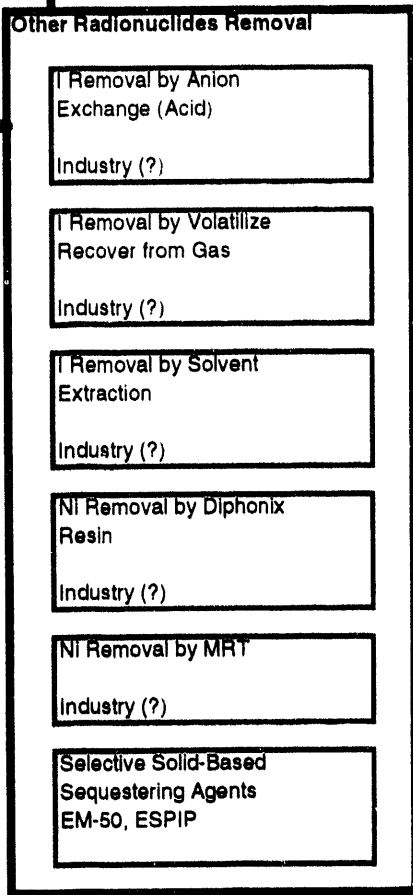 Other Radionuclides Removal
I Removal by Anion
Exchange (Acid)
Industry (?)
I Removal by Volatilize
Recover from Gas
Industry (?)
I Removal by Solvent
Extraction
Industry (?)
Ni Removal by Diphonix
Resin
Industry (?)
Ni Removal by MRT
Industry (?)
Selective Solid-Based
Sequestering Agents
EM-50, ESPIP